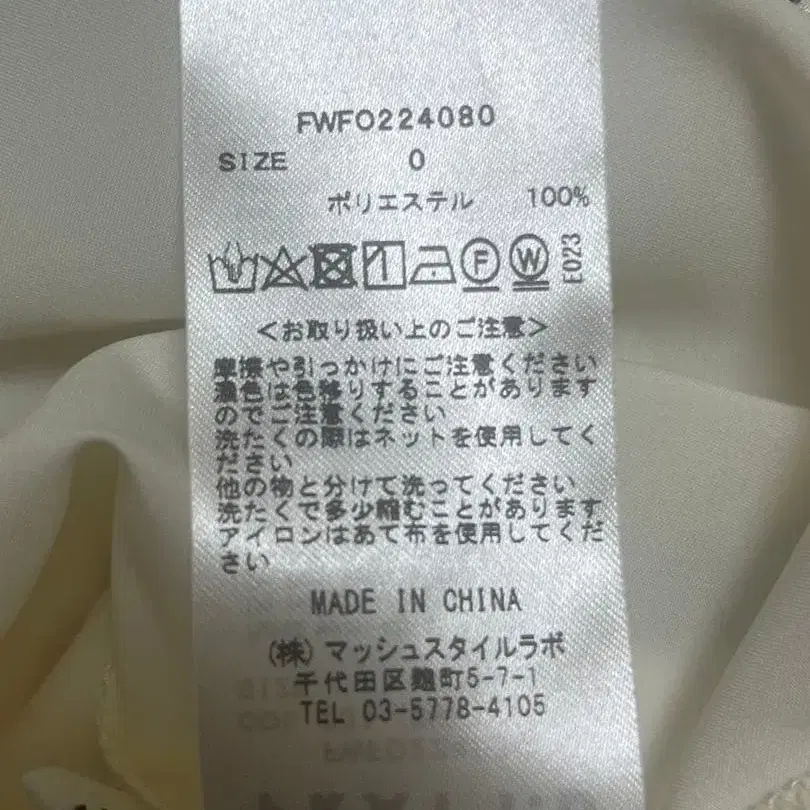 FWFO224080
SIZE 0
ポリエステル 100%
F W E023
<お取り扱い上のご注意>
摩擦や引っかけにご注意ください
濃色は色移りすることがあります
のでご注意ください
洗たくの際はネットを使用してく
ださい
他の物と分けて洗ってください
洗たくで多少縮むことがあります
アイロンはあて布を使用してくだ
さい
MADE IN CHINA
(株) マッシュスタイルラボ
千代田区麹町5-7-1
TEL 03-5778-4105